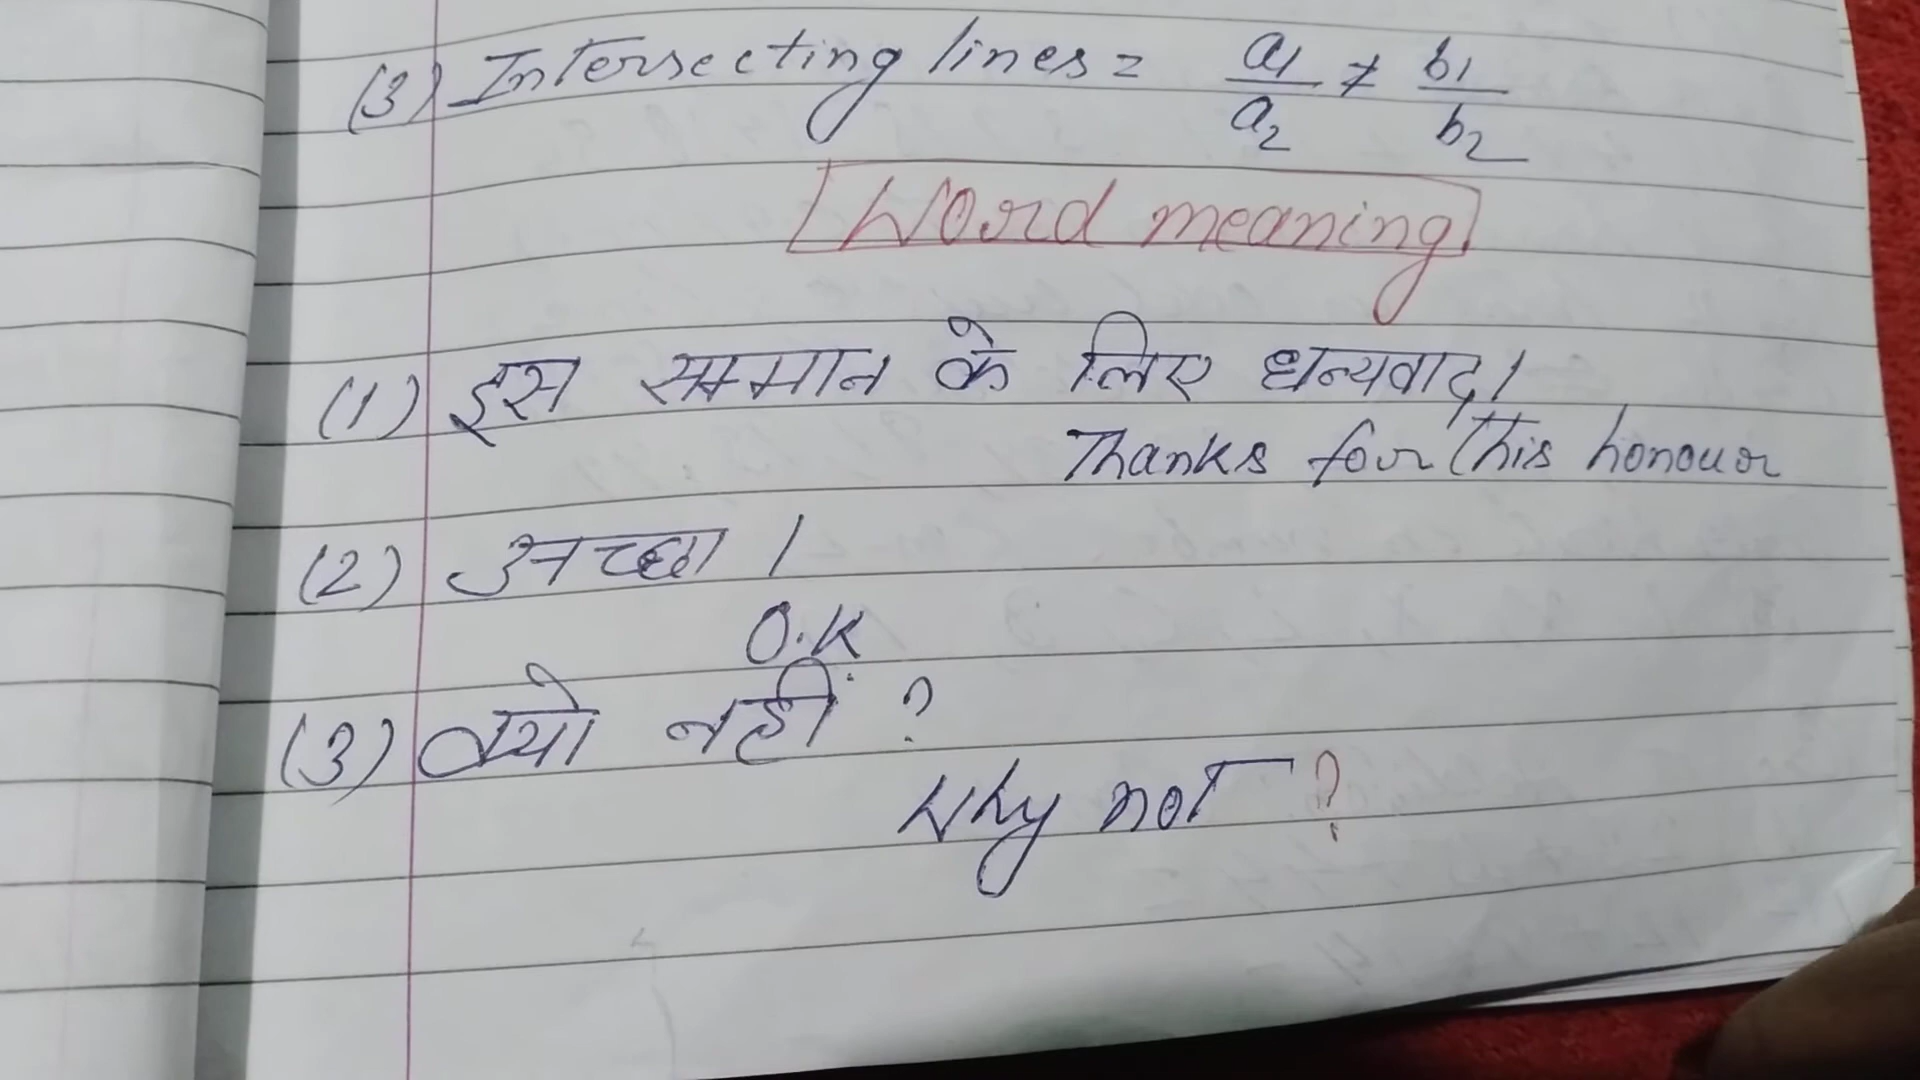 (3) Intersecting lines = a1/a2 ≠ b1/b2
Word meaning
(1) इस सम्मान के लिए धन्यवाद।
Thanks for this honour
(2) अच्छा ।
O.K
(3) क्यो नहीं ?
Why not ?